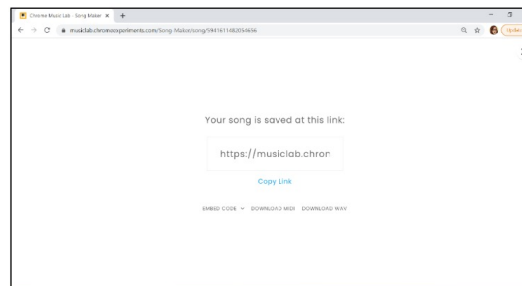 Chrome Music Lab - Song Maker
musiclab.chromeexperiments.com/Song-Maker/song/5941611482054656
Your song is saved at this link:
https://musiclab.chrom
Copy Link
EMBED CODE DOWNLOAD MIDI DOWNLOAD WAV